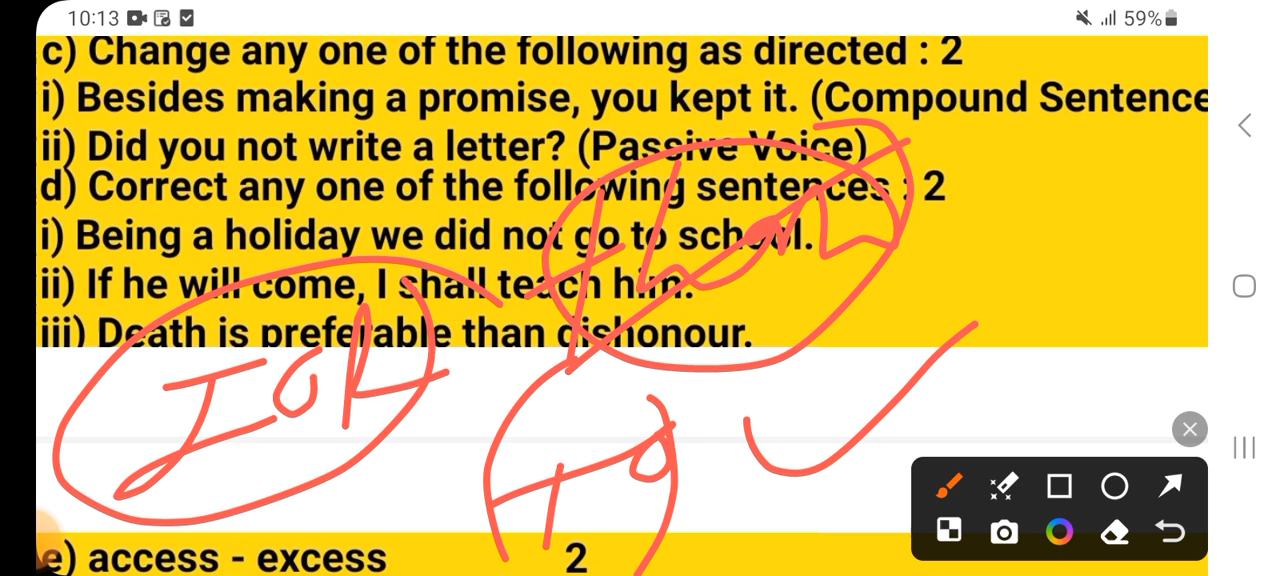 10:13 59%
c) Change any one of the following as directed : 2
i) Besides making a promise, you kept it. (Compound Sentence
ii) Did you not write a letter? (Passive Voice)
d) Correct any one of the following sentences : 2
i) Being a holiday we did not go to school.
ii) If he will come, I shall teach him.
iii) Death is preferable than dishonour.
IOR
than
To
e) access - excess 2